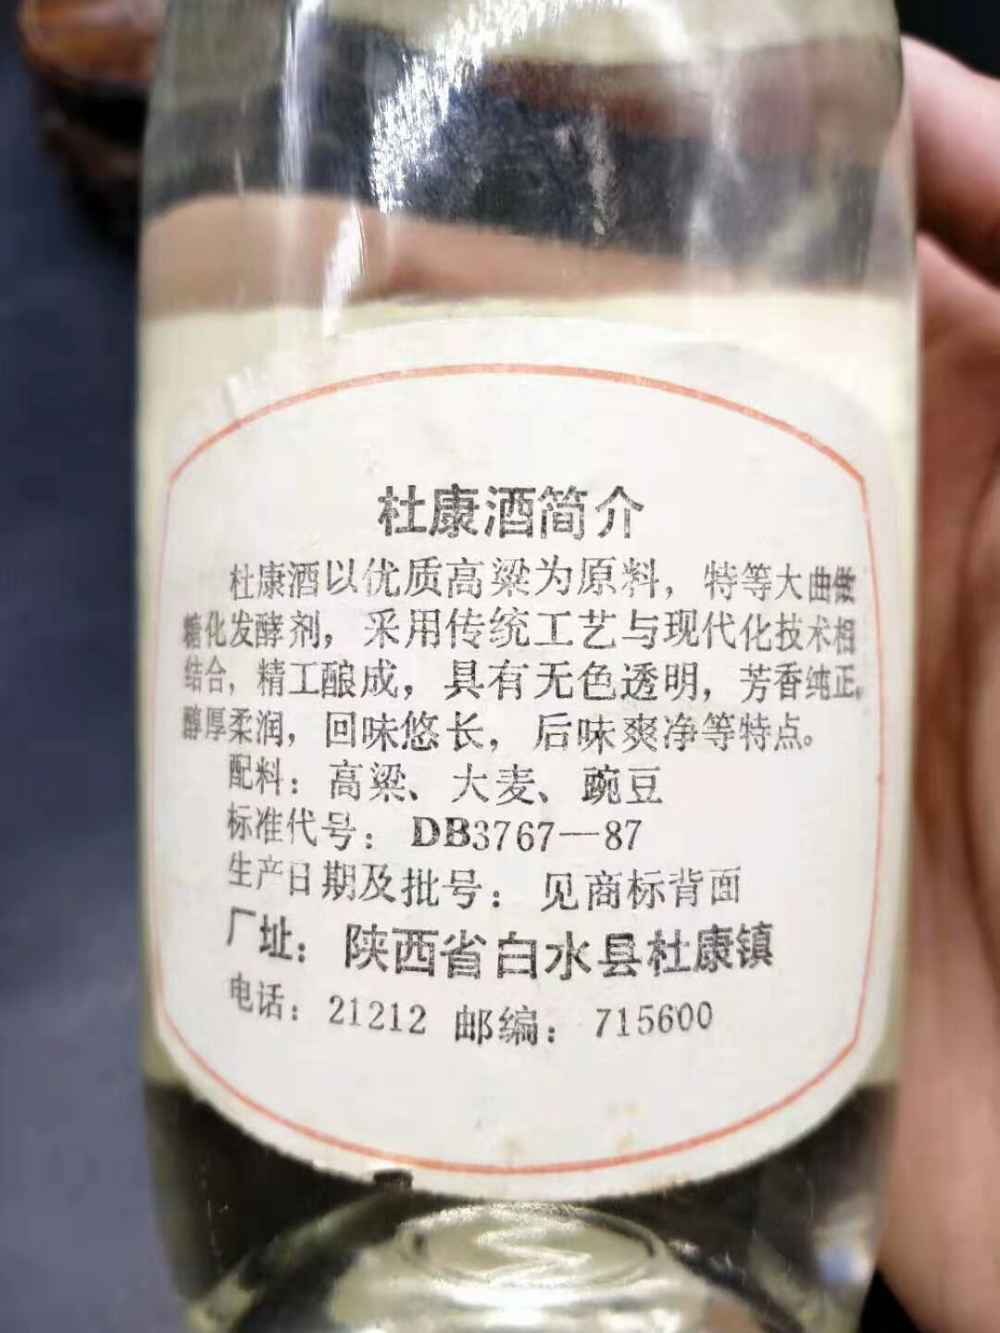 杜康酒简介
杜康酒以优质高粱为原料，特等大曲做
糖化发酵剂，采用传统工艺与现代化技术相
结合，精工酿成，具有无色透明，芳香纯正，
醇厚柔润，回味悠长，后味爽净等特点。
配料：高粱、大麦、豌豆
标准代号：DB3767—87
生产日期及批号：见商标背面
厂址：陕西省白水县杜康镇
电话：21212 邮编：715600